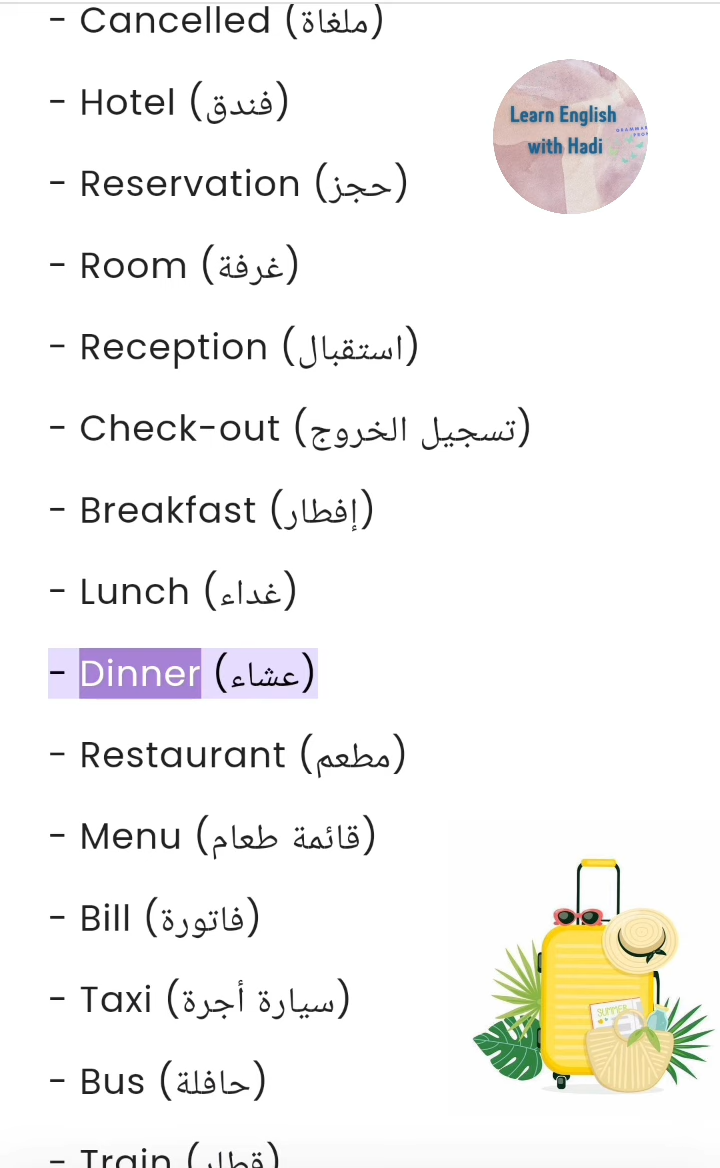 - Cancelled (ملغاة)
- Hotel (فندق)
Learn English
with Hadi
- Reservation (حجز)
- Room (غرفة)
- Reception (استقبال)
- Check-out (تسجيل الخروج)
- Breakfast (إفطار)
- Lunch (غداء)
- Dinner (عشاء)
- Restaurant (مطعم)
- Menu (قائمة طعام)
- Bill (فاتورة)
- Taxi (سيارة أجرة)
SUMMER
- Bus (حافلة)
- Train (قطار)